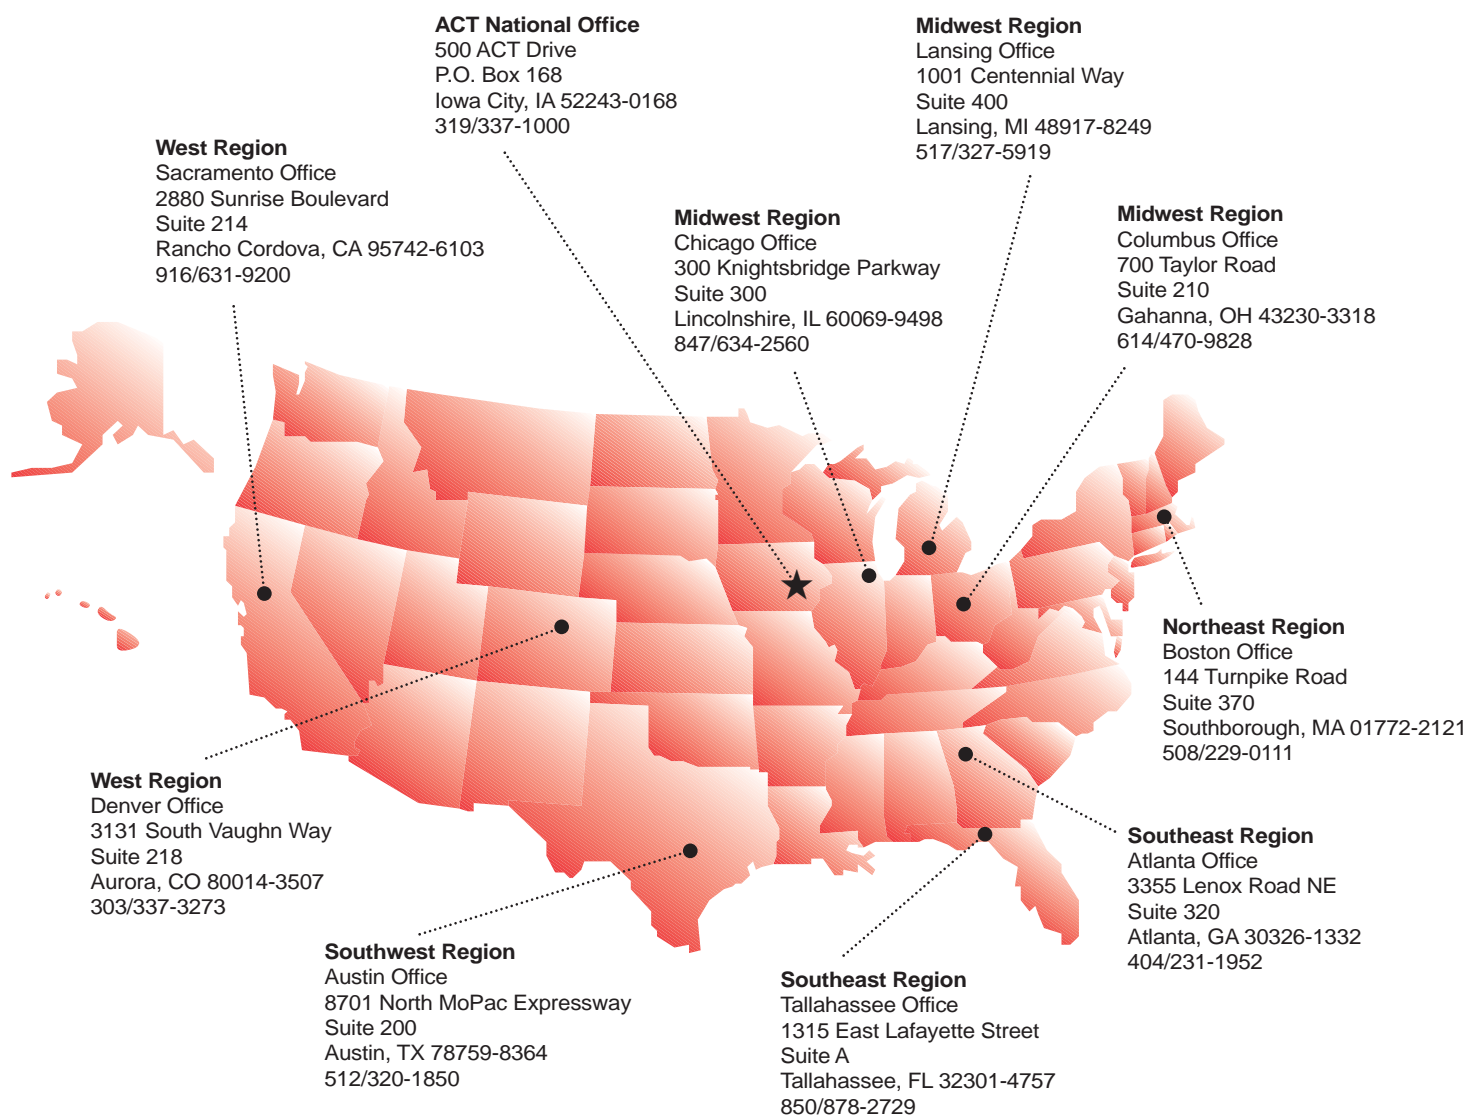 ACT National Office
500 ACT Drive
P.O. Box 168
Iowa City, IA 52243-0168
319/337-1000
Midwest Region
Lansing Office
1001 Centennial Way
Suite 400
Lansing, MI 48917-8249
517/327-5919
West Region
Sacramento Office
2880 Sunrise Boulevard
Suite 214
Rancho Cordova, CA 95742-6103
916/631-9200
Midwest Region
Chicago Office
300 Knightsbridge Parkway
Suite 300
Lincolnshire, IL 60069-9498
847/634-2560
Midwest Region
Columbus Office
700 Taylor Road
Suite 210
Gahanna, OH 43230-3318
614/470-9828
Northeast Region
Boston Office
144 Turnpike Road
Suite 370
Southborough, MA 01772-2121
508/229-0111
West Region
Denver Office
3131 South Vaughn Way
Suite 218
Aurora, CO 80014-3507
303/337-3273
Southeast Region
Atlanta Office
3355 Lenox Road NE
Suite 320
Atlanta, GA 30326-1332
404/231-1952
Southwest Region
Austin Office
8701 North MoPac Expressway
Suite 200
Austin, TX 78759-8364
512/320-1850
Southeast Region
Tallahassee Office
1315 East Lafayette Street
Suite A
Tallahassee, FL 32301-4757
850/878-2729